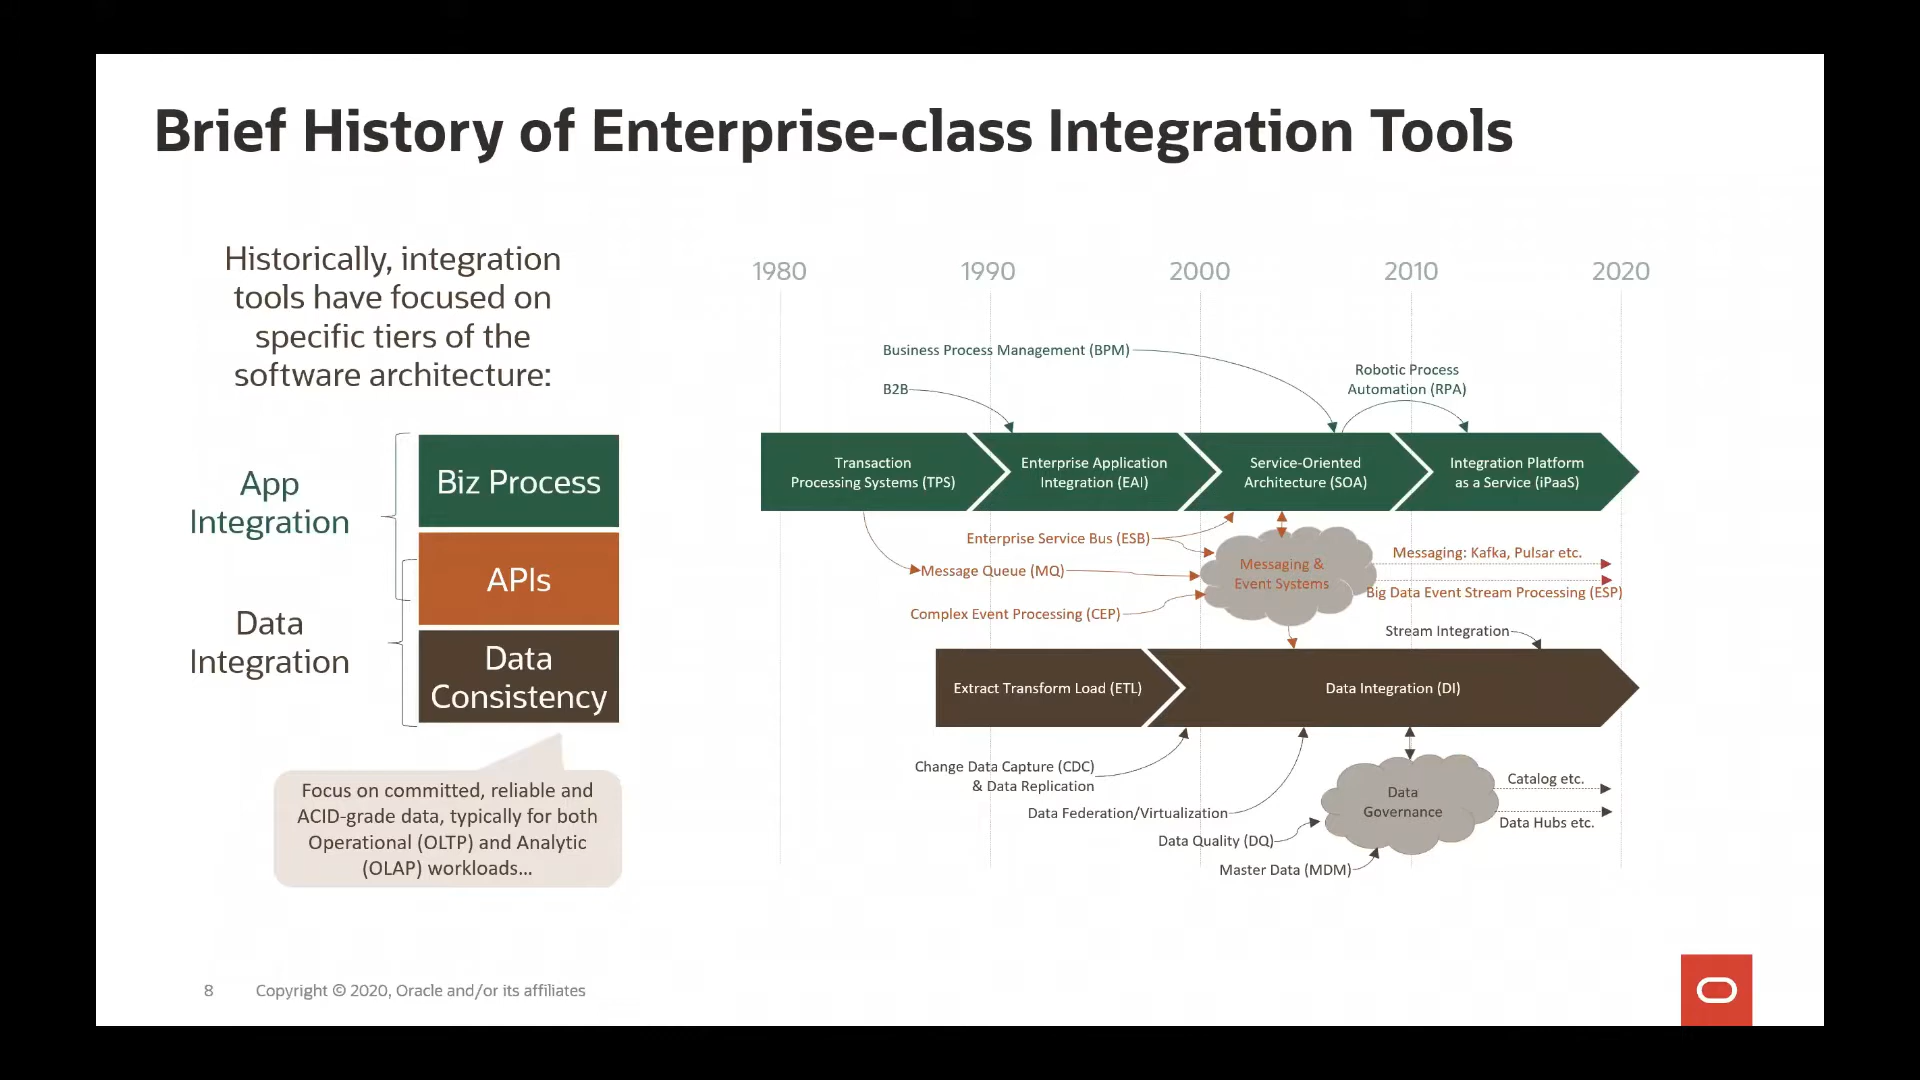 Brief History of Enterprise-class Integration Tools
Historically, integration
tools have focused on
specific tiers of the
software architecture:
App
Integration
Data
Integration
Biz Process
APIs
Data
Consistency
Focus on committed, reliable and
ACID-grade data, typically for both
Operational (OLTP) and Analytic
(OLAP) workloads...
1980 1990 2000 2010 2020
Business Process Management (BPM)
B2B
Robotic Process
Automation (RPA)
Transaction
Processing Systems (TPS)
Enterprise Application
Integration (EAI)
Service-Oriented
Architecture (SOA)
Integration Platform
as a Service (iPaaS)
Enterprise Service Bus (ESB)
Message Queue (MQ)
Complex Event Processing (CEP)
Messaging &
Event Systems
Messaging: Kafka, Pulsar etc.
Big Data Event Stream Processing (ESP)
Stream Integration
Extract Transform Load (ETL)
Data Integration (DI)
Change Data Capture (CDC)
& Data Replication
Data Federation/Virtualization
Data Quality (DQ)
Master Data (MDM)
Data
Governance
Catalog etc.
Data Hubs etc.
8 Copyright © 2020, Oracle and/or its affiliates